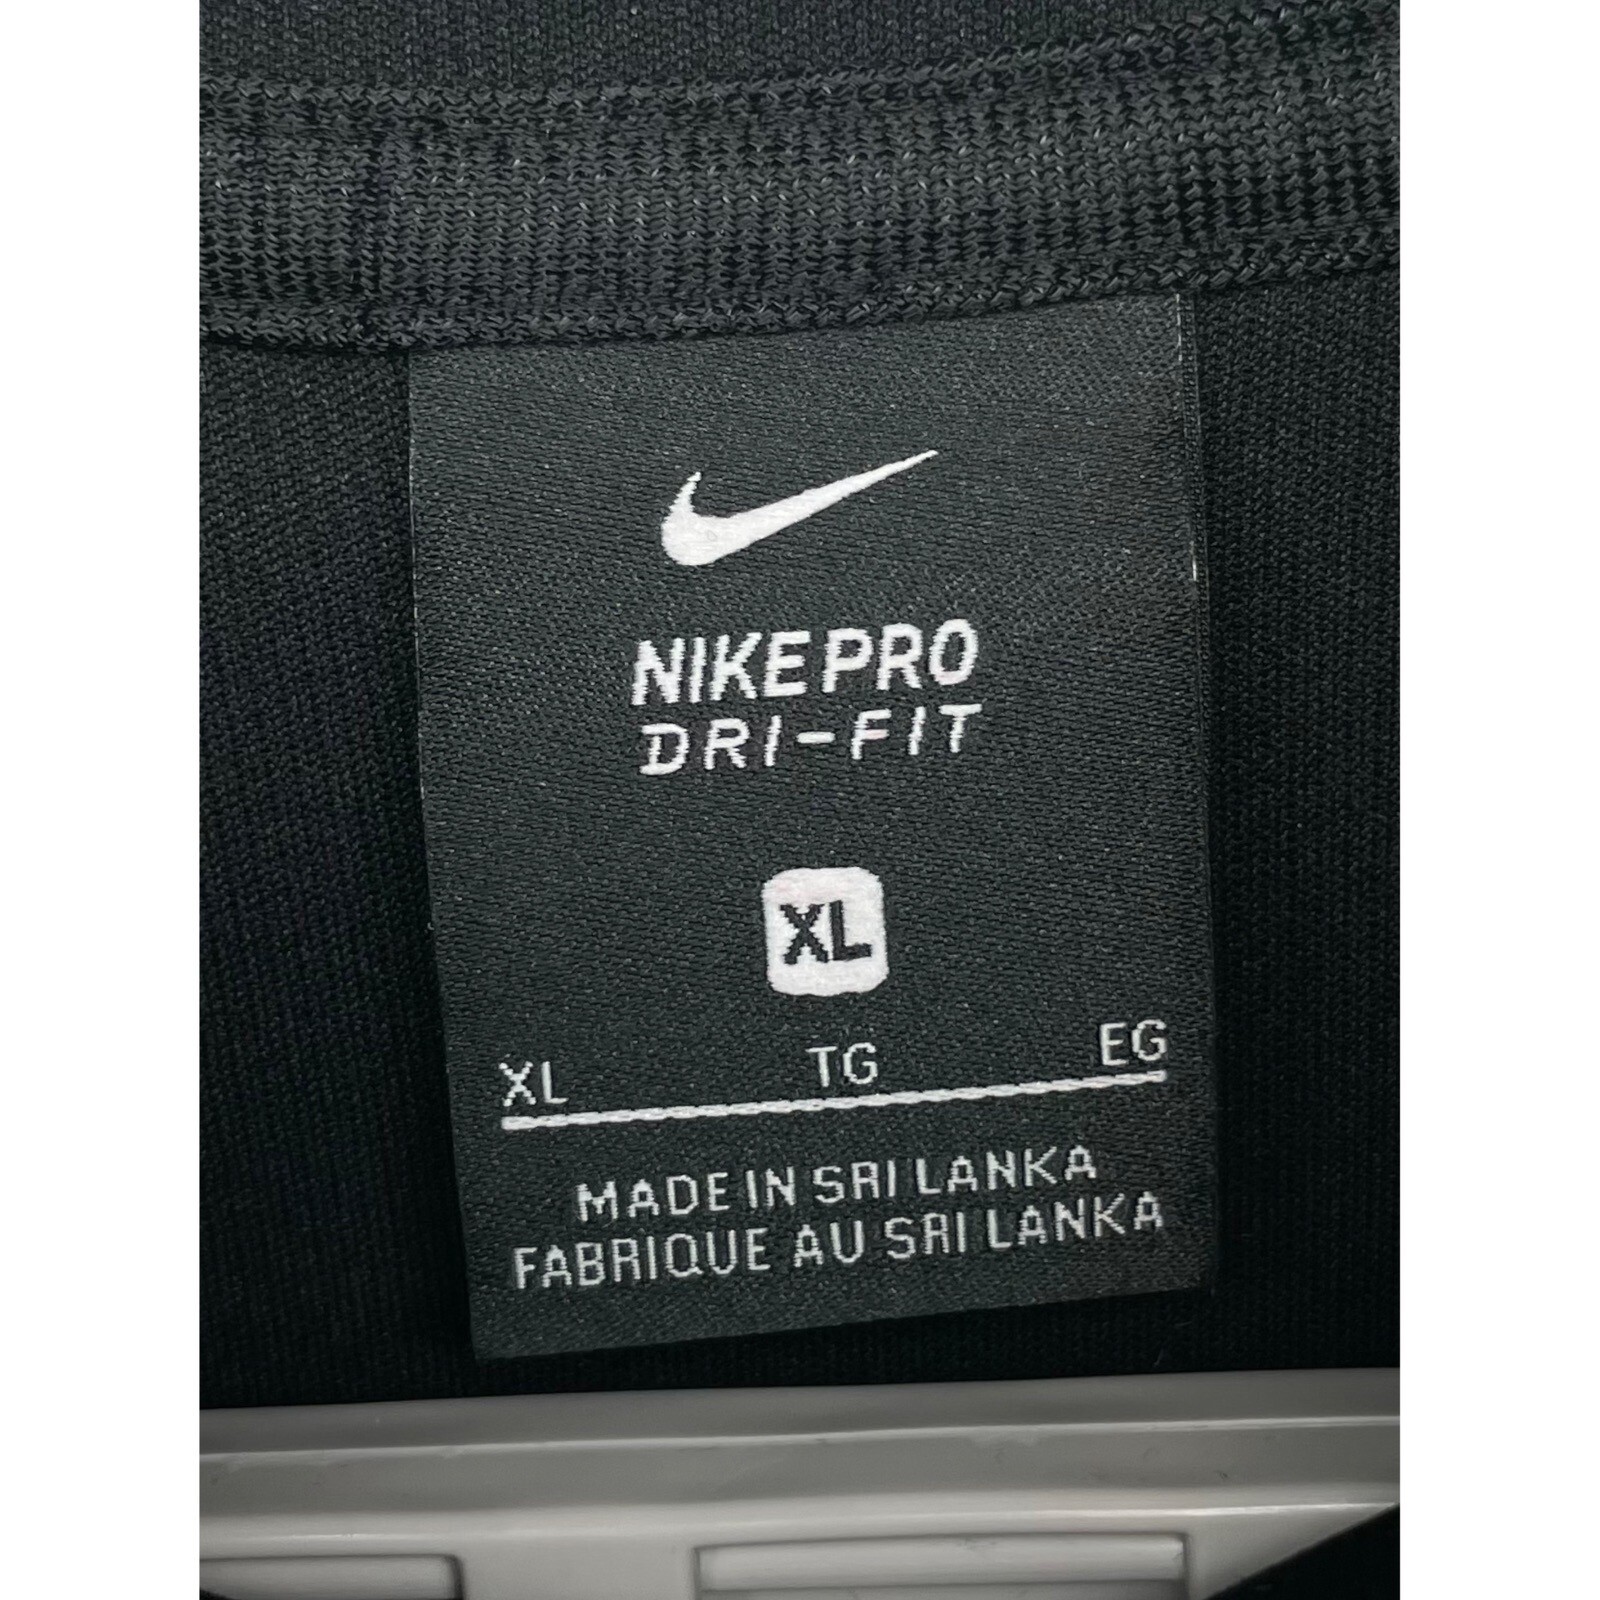 NIKE PRO
DRI-FIT
XL
XL TG EG
MADE IN SRI LANKA
FABRIQUE AU SRI LANKA